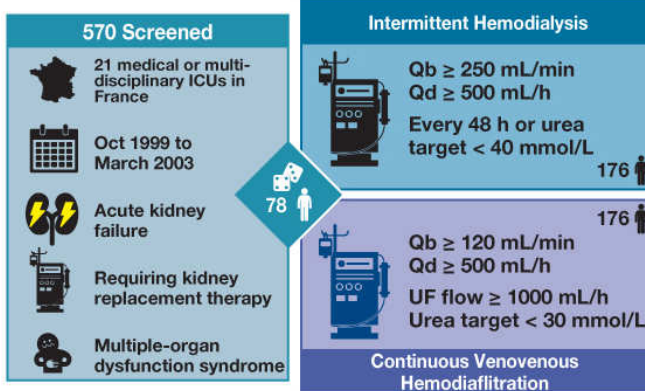 570 Screened
21 medical or multi-
disciplinary ICUs in
France
Oct 1999 to
March 2003
Acute kidney
failure
Requiring kidney
replacement therapy
Multiple-organ
dysfunction syndrome
78
Intermittent Hemodialysis
Qb ≥ 250 mL/min
Qd ≥ 500 mL/h
Every 48 h or urea
target < 40 mmol/L
176
176
Qb ≥ 120 mL/min
Qd ≥ 500 mL/h
UF flow ≥ 1000 mL/h
Urea target < 30 mmol/L
Continuous Venovenous
Hemodiaflitration